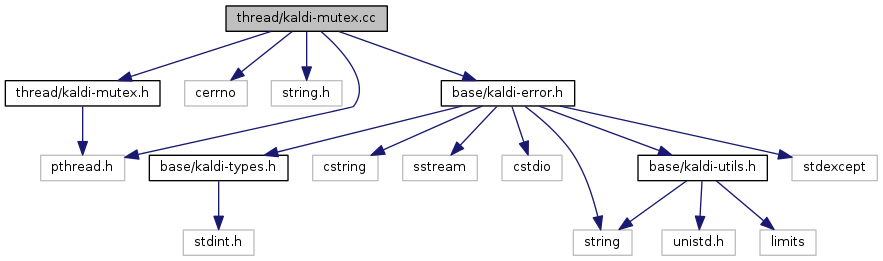 thread/kaldi-mutex.cc
thread/kaldi-mutex.h
cerrno
string.h
base/kaldi-error.h
pthread.h
base/kaldi-types.h
cstring
sstream
cstdio
base/kaldi-utils.h
stdexcept
stdint.h
string
unistd.h
limits